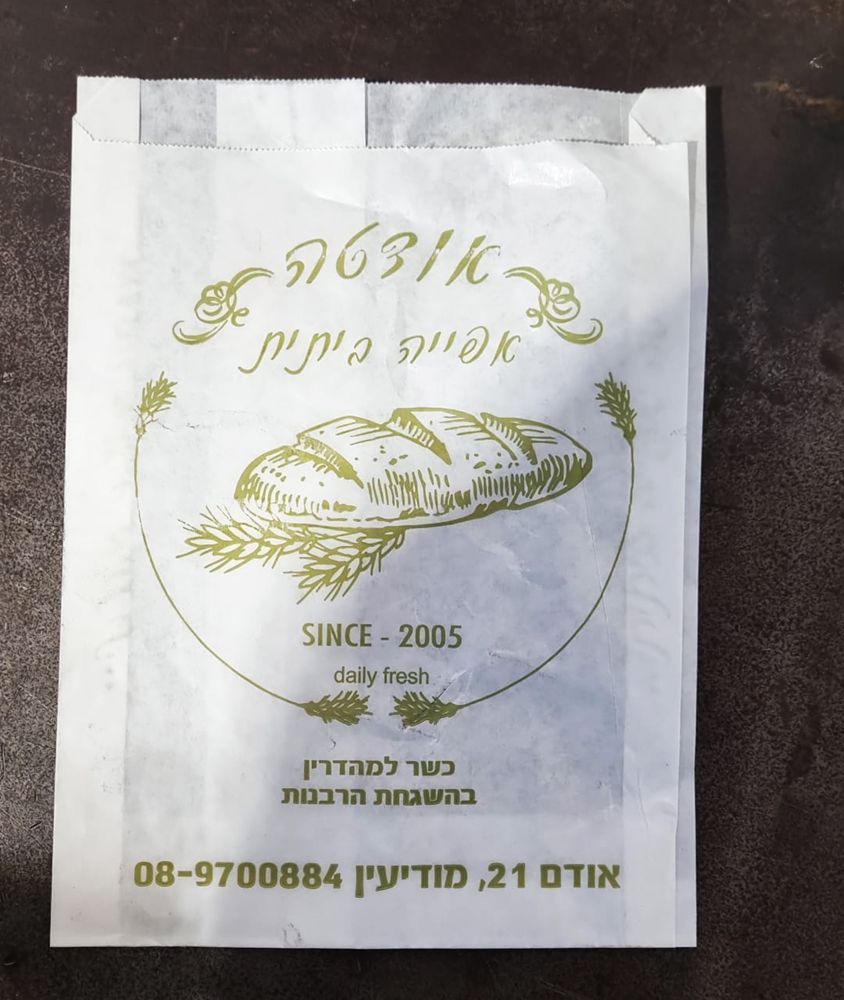 אודטה
אפייה ביתית
SINCE - 2005
daily fresh
כשר למהדרין
בהשגחת הרבנות
אודם 21, מודיעין 08-9700884